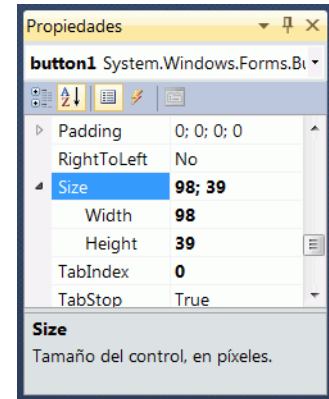 Propiedades
button1 System.Windows.Forms.Bu
Padding 0; 0; 0; 0
RightToLeft No
Size 98; 39
Width 98
Height 39
TabIndex 0
TabStop True
Size
Tamaño del control, en píxeles.